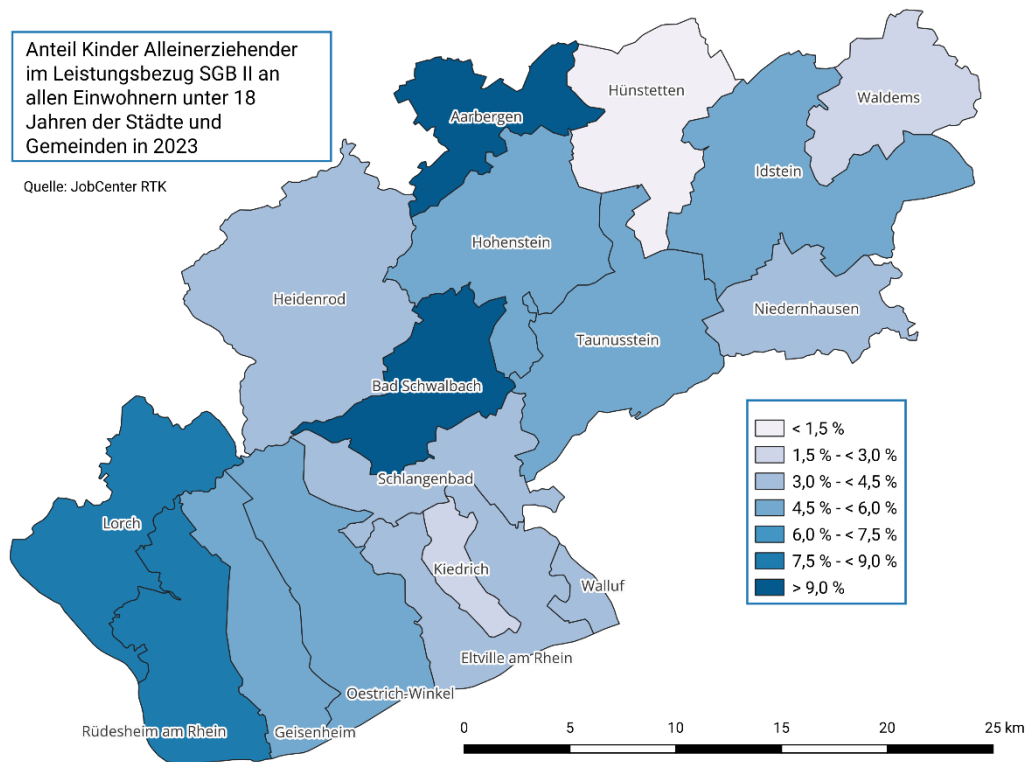 Anteil Kinder Alleinerziehender
im Leistungsbezug SGB II an
allen Einwohnern unter 18
Jahren der Städte und
Gemeinden in 2023
Quelle: JobCenter RTK
Hünstetten
Waldems
Aarbergen
Idstein
Hohenstein
Heidenrod
Niedernhausen
Taunusstein
Bad Schwalbach
Schlangenbad
Lorch
Kiedrich
Walluf
Eltville am Rhein
Oestrich-Winkel
Rüdesheim am Rhein
Geisenheim
< 1,5 %
1,5 % - < 3,0 %
3,0 % - < 4,5 %
4,5 % - < 6,0 %
6,0 % - < 7,5 %
7,5 % - < 9,0 %
> 9,0 %
0 5 10 15 20 25 km